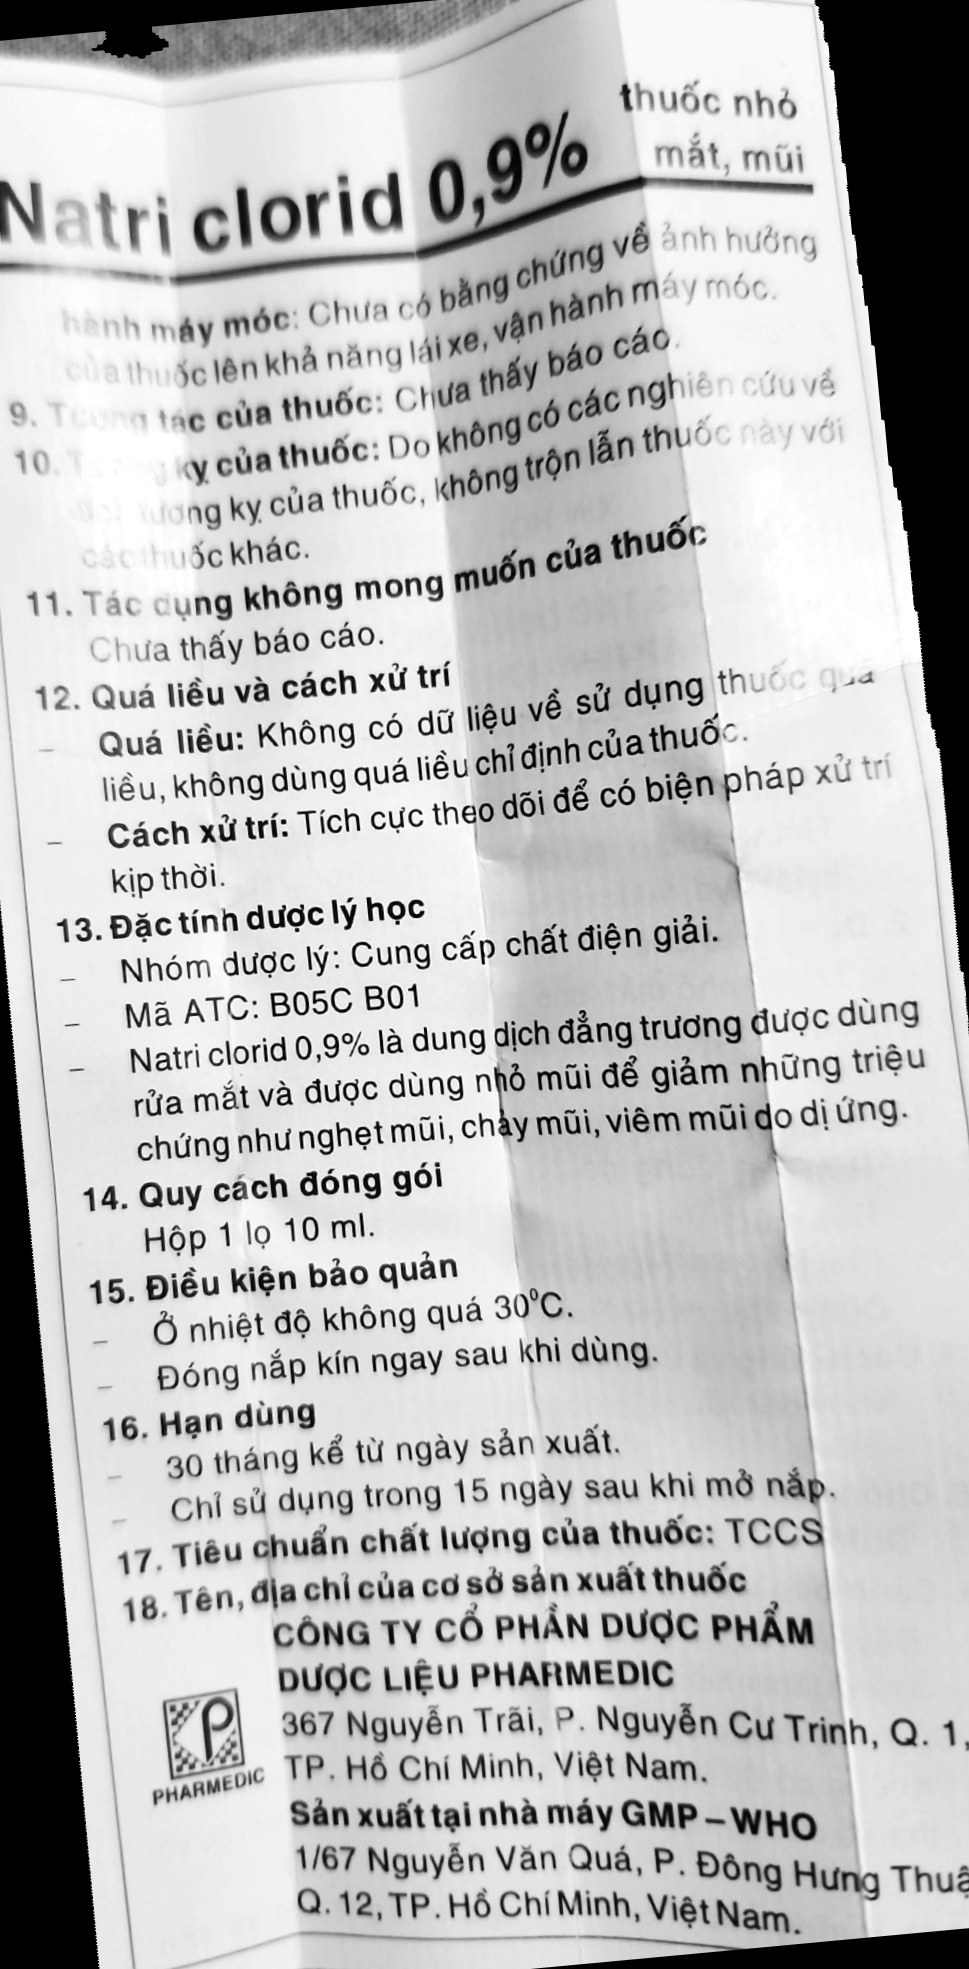 thuốc nhỏ
mắt, mũi
Natri clorid 0,9%
hành máy móc: Chưa có bằng chứng về ảnh hưởng
của thuốc lên khả năng lái xe, vận hành máy móc.
9. Tương tác của thuốc: Chưa thấy báo cáo.
10. Tương kỵ của thuốc: Do không có các nghiên cứu về
tương kỵ của thuốc, không trộn lẫn thuốc này với
các thuốc khác.
11. Tác dụng không mong muốn của thuốc
Chưa thấy báo cáo.
12. Quá liều và cách xử trí
– Quá liều: Không có dữ liệu về sử dụng thuốc quá
liều, không dùng quá liều chỉ định của thuốc.
– Cách xử trí: Tích cực theo dõi để có biện pháp xử trí
kịp thời.
13. Đặc tính dược lý học
– Nhóm dược lý: Cung cấp chất điện giải.
– Mã ATC: B05C B01
– Natri clorid 0,9% là dung dịch đẳng trương được dùng
rửa mắt và được dùng nhỏ mũi để giảm những triệu
chứng như nghẹt mũi, chảy mũi, viêm mũi do dị ứng.
14. Quy cách đóng gói
Hộp 1 lọ 10 ml.
15. Điều kiện bảo quản
– Ở nhiệt độ không quá 30⁰C.
– Đóng nắp kín ngay sau khi dùng.
16. Hạn dùng
– 30 tháng kể từ ngày sản xuất.
– Chỉ sử dụng trong 15 ngày sau khi mở nắp.
17. Tiêu chuẩn chất lượng của thuốc: TCCS
18. Tên, địa chỉ của cơ sở sản xuất thuốc
CÔNG TY CỔ PHẦN DƯỢC PHẨM
DƯỢC LIỆU PHARMEDIC
367 Nguyễn Trãi, P. Nguyễn Cư Trinh, Q. 1,
TP. Hồ Chí Minh, Việt Nam.
PHARMEDIC
Sản xuất tại nhà máy GMP – WHO
1/67 Nguyễn Văn Quá, P. Đông Hưng Thuậ
Q. 12, TP. Hồ Chí Minh, Việt Nam.